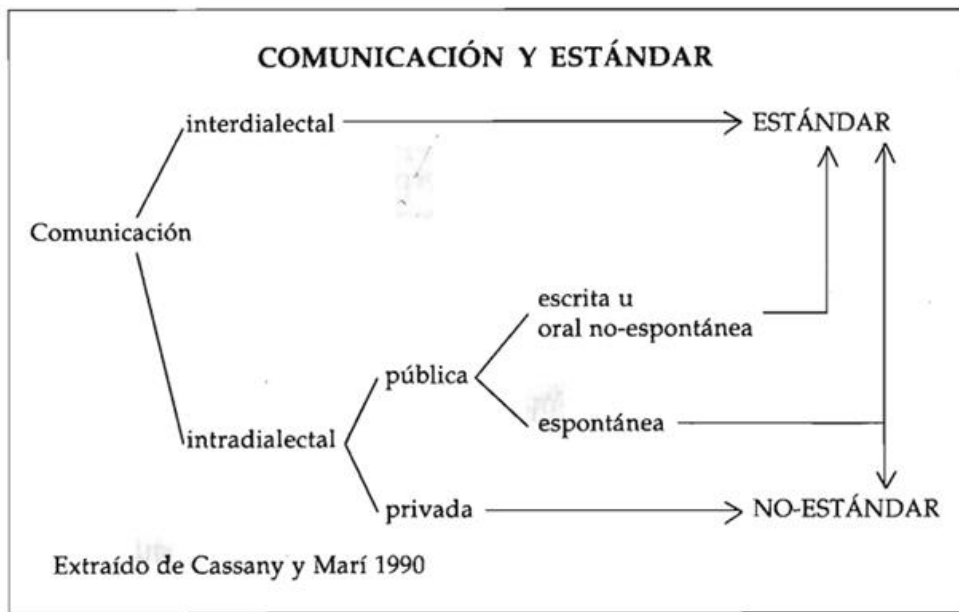 COMUNICACIÓN Y ESTÁNDAR
interdialectal
ESTÁNDAR
Comunicación
escrita u
oral no-espontánea
pública
espontánea
intradialectal
privada
NO-ESTÁNDAR
Extraído de Cassany y Marí 1990